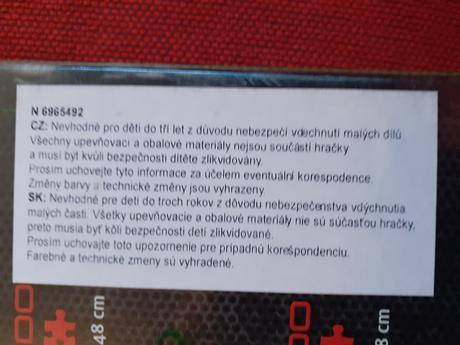 N 6965492
CZ: Nevhodné pro děti do tří let z důvodu nebezpečí vdechnutí malých dílů.
Všechny upevňovací a obalové materiály nejsou součástí hračky
a musí být kvůli bezpečnosti dítěte zlikvidovány.
Prosím uchovejte tyto informace za účelem eventuální korespodence.
Změny barvy a technické změny jsou vyhrazeny.
SK: Nevhodné pre deti do troch rokov z dôvodu nebezpečenstva vdýchnutia
malých častí. Všetky upevňovacie a obalové materiály nie sú súčasťou hračky,
preto musia byť kôli bezpečnosti detí zlikvidované.
Prosím uchovajte toto upozornenie pre prípadnú korešpondenciu.
Farebné a technické zmeny sú vyhradené.
00
48 cm
00
8 cm